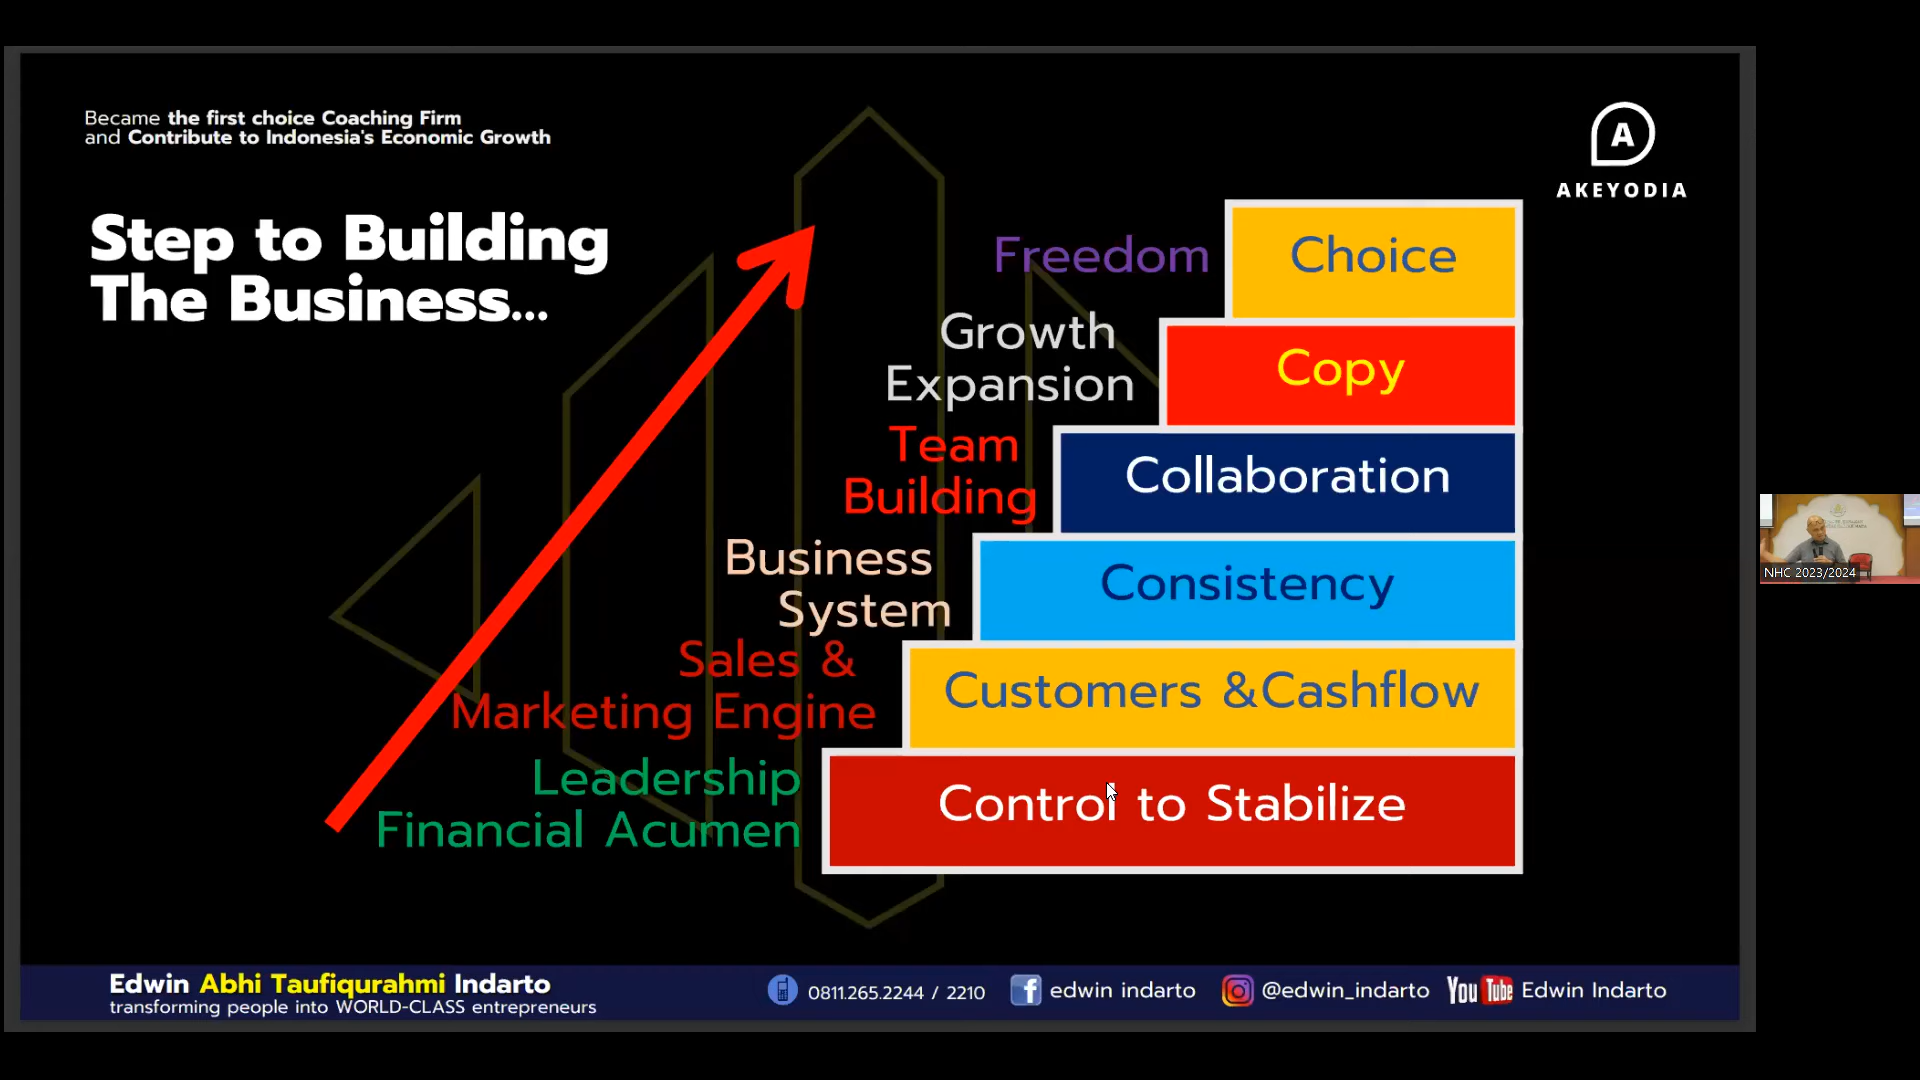 Became the first choice Coaching Firm
and Contribute to Indonesia's Economic Growth
A
AKEYODIA
Step to Building
The Business...
Freedom
Choice
Growth
Expansion
Copy
Team
Building
Collaboration
Business
System
Consistency
Sales &
Marketing Engine
Customers &Cashflow
Leadership
Financial Acumen
Control to Stabilize
NHC 2023/2024
Edwin Abhi Taufiqurahmi Indarto
transforming people into WORLD-CLASS entrepreneurs
0811.265.2244 / 2210
f edwin indarto
@edwin_indarto
You Tube Edwin Indarto